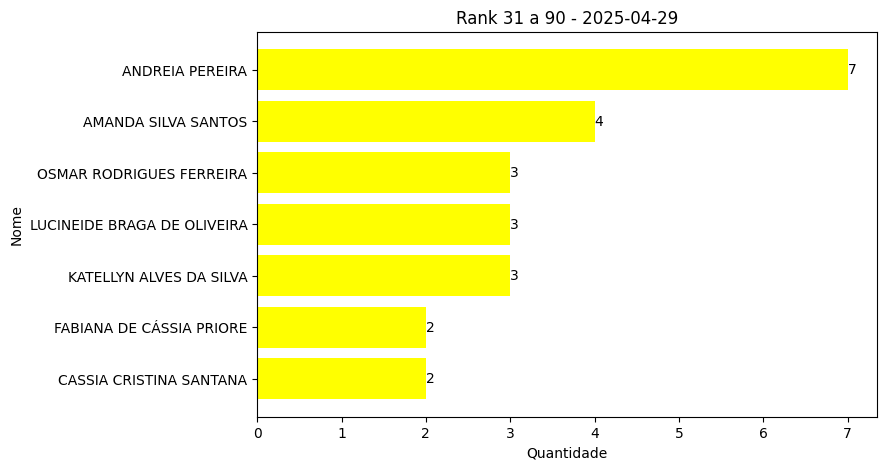 Rank 31 a 90 - 2025-04-29
Nome
ANDREIA PEREIRA
7
AMANDA SILVA SANTOS
4
OSMAR RODRIGUES FERREIRA
3
LUCINEIDE BRAGA DE OLIVEIRA
3
KATELLYN ALVES DA SILVA
3
FABIANA DE CÁSSIA PRIORE
2
CASSIA CRISTINA SANTANA
2
0 1 2 3 4 5 6 7
Quantidade